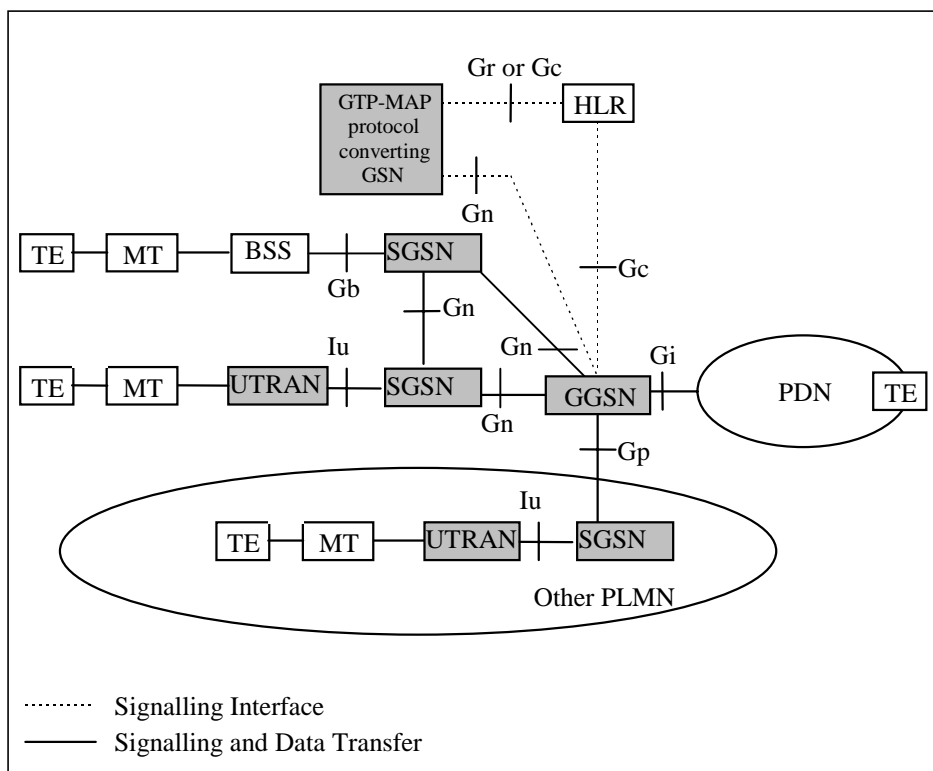 Gr or Gc
GTP-MAP
protocol
converting
GSN
HLR
Gn
TE
MT
BSS
Gb
SGSN
Gc
Gn
Gn
TE
MT
UTRAN
Iu
SGSN
Gn
GGSN
Gi
PDN
TE
Gp
TE
MT
UTRAN
Iu
SGSN
Other PLMN
Signalling Interface
Signalling and Data Transfer